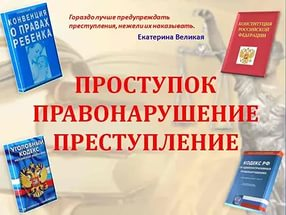 Гораздо лучше предупреждать
преступления, нежели их наказывать.
Екатерина Великая
КОНВЕНЦИЯ
О ПРАВАХ
РЕБЕНКА
КОНСТИТУЦИЯ
РОССИЙСКОЙ
ФЕДЕРАЦИИ
ПРОСТУПОК
ПРАВОНАРУШЕНИЕ
ПРЕСТУПЛЕНИЕ
УГОЛОВНЫЙ
КОДЕКС
КОДЕКС РФ